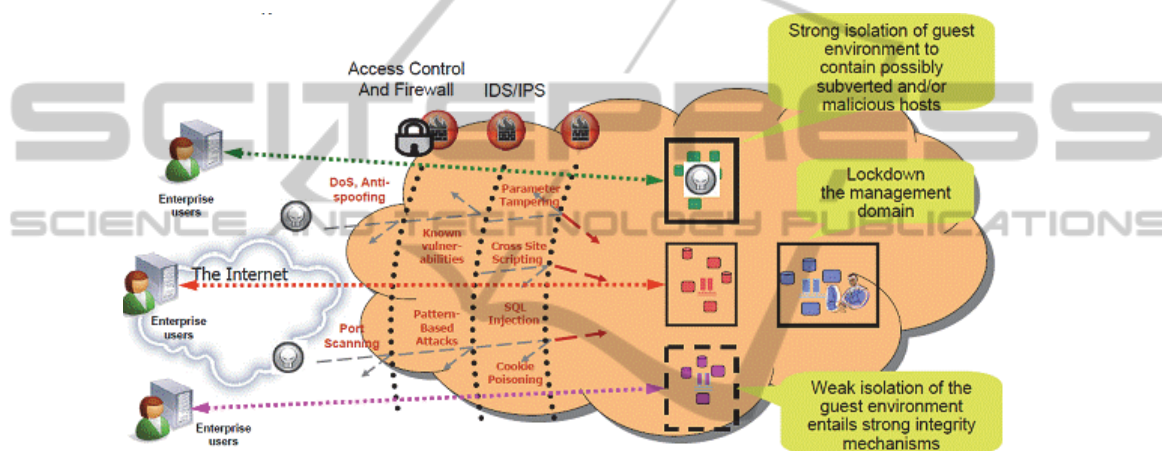 Strong isolation of guest
environment to
contain possibly
subverted and/or
malicious hosts
Access Control
And Firewall
IDS/IPS
SCITEPRESS
SCIENCE AND TECHNOLOGY PUBLICATIONS
Enterprise
users
DoS, Anti-
spoofing
Parameter
Tampering
Lockdown
the management
domain
Known
vulner-
abilities
Cross Site
Scripting
The Internet
Enterprise
users
Port
Scanning
Pattern-
Based
Attacks
SQL
Injection
Cookie
Poisoning
Enterprise
users
Weak isolation of the
guest environment
entails strong integrity
mechanisms